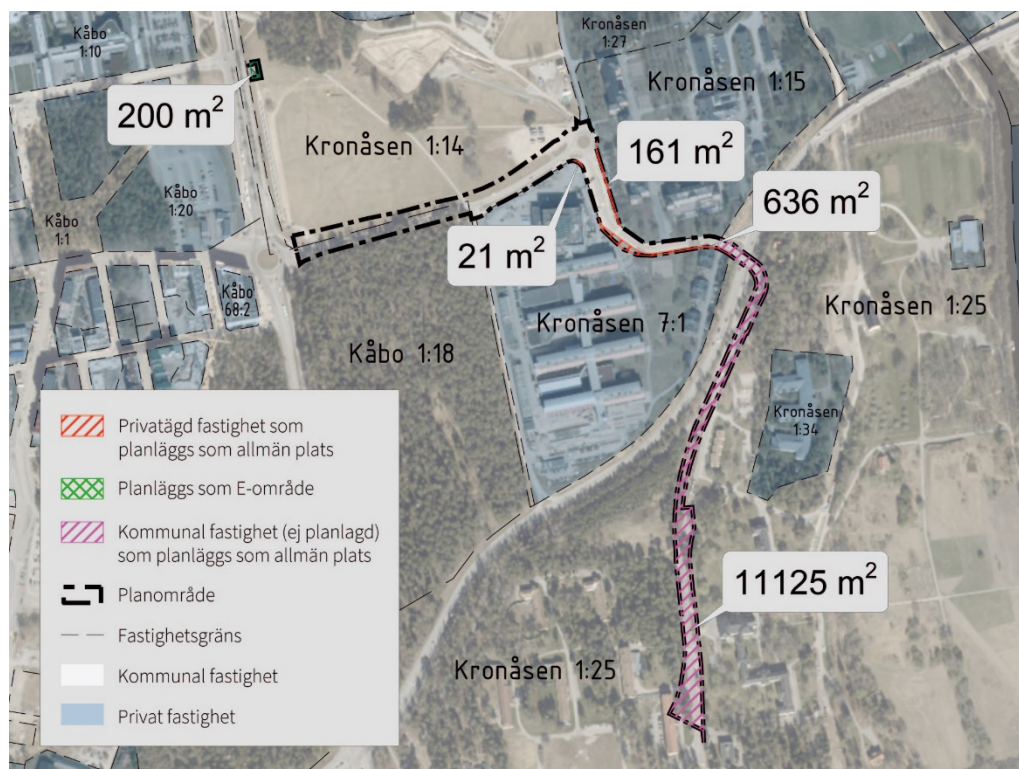 Kåbo
1:10
200 m²
Kronåsen
1:27
Kronåsen 1:15
Kronåsen 1:14
161 m²
Kåbo
1:20
636 m²
Kåbo
1:1
21 m²
Kåbo
68:2
Kronåsen 7:1
Kronåsen 1:25
Kåbo 1:18
Kronåsen
1:34
Privatägd fastighet som
planläggs som allmän plats
Planläggs som E-område
Kommunal fastighet (ej planlagd)
som planläggs som allmän plats
Planområde
Fastighetsgräns
Kommunal fastighet
Privat fastighet
11125 m²
Kronåsen 1:25